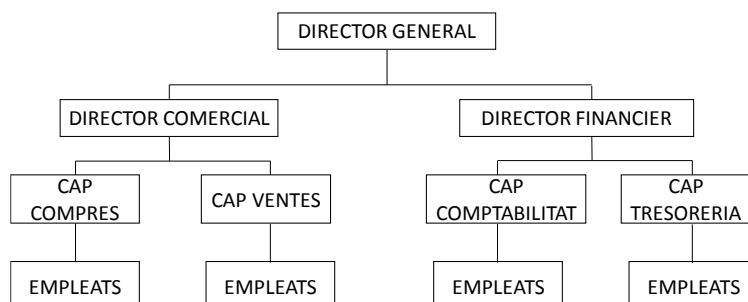 DIRECTOR GENERAL
DIRECTOR COMERCIAL
DIRECTOR FINANCIER
CAP
COMPRES
CAP VENTES
CAP
COMPTABILITAT
CAP
TRESORERIA
EMPLEATS
EMPLEATS
EMPLEATS
EMPLEATS